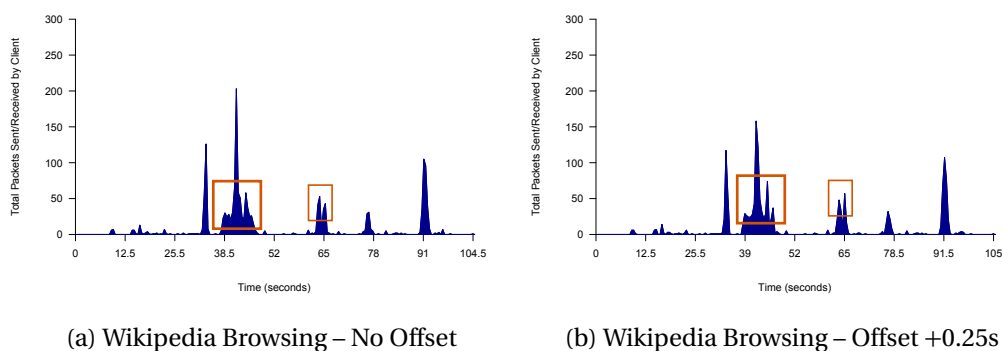 300
250
200
150
100
50
0
Total Packets Sent/Received by Client
0 12.5 25.5 38.5 52 65 78 91 104.5
Time (seconds)
(a) Wikipedia Browsing – No Offset
300
250
200
150
100
50
0
Total Packets Sent/Received by Client
0 12.5 25.5 39 52 65 78.5 91.5 105
Time (seconds)
(b) Wikipedia Browsing – Offset +0.25s